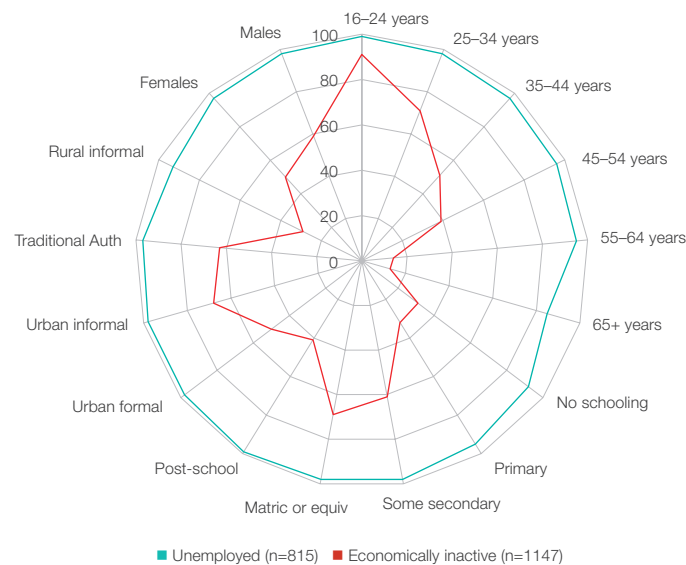 16–24 years
25–34 years
35–44 years
45–54 years
55–64 years
65+ years
No schooling
Primary
Some secondary
Matric or equiv
Post-school
Urban formal
Urban informal
Traditional Auth
Rural informal
Females
Males
100
80
60
40
20
0
Unemployed (n=815) Economically inactive (n=1147)